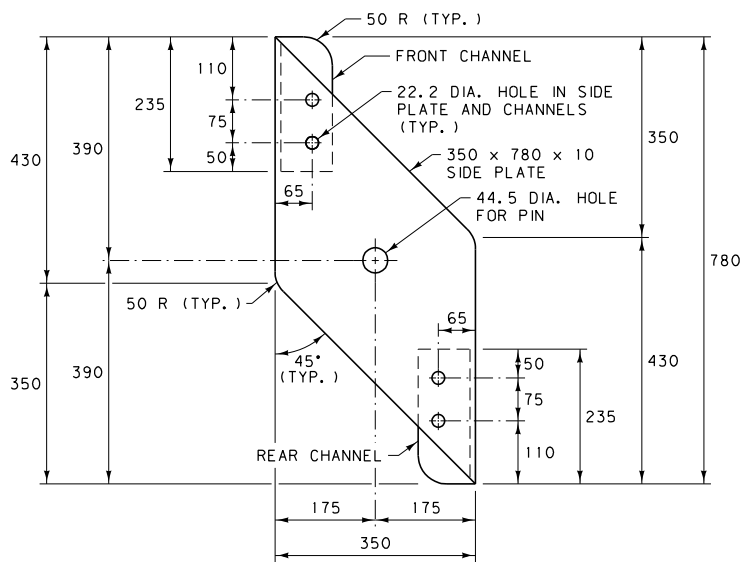 50 R (TYP.)
FRONT CHANNEL
110
22.2 DIA. HOLE IN SIDE
PLATE AND CHANNELS
(TYP.)
235
75
390
350
430
50
350 x 780 x 10
SIDE PLATE
65
44.5 DIA. HOLE
FOR PIN
780
50 R (TYP.)
65
45°
(TYP.)
50
430
350
390
75
235
REAR CHANNEL
110
175
175
350